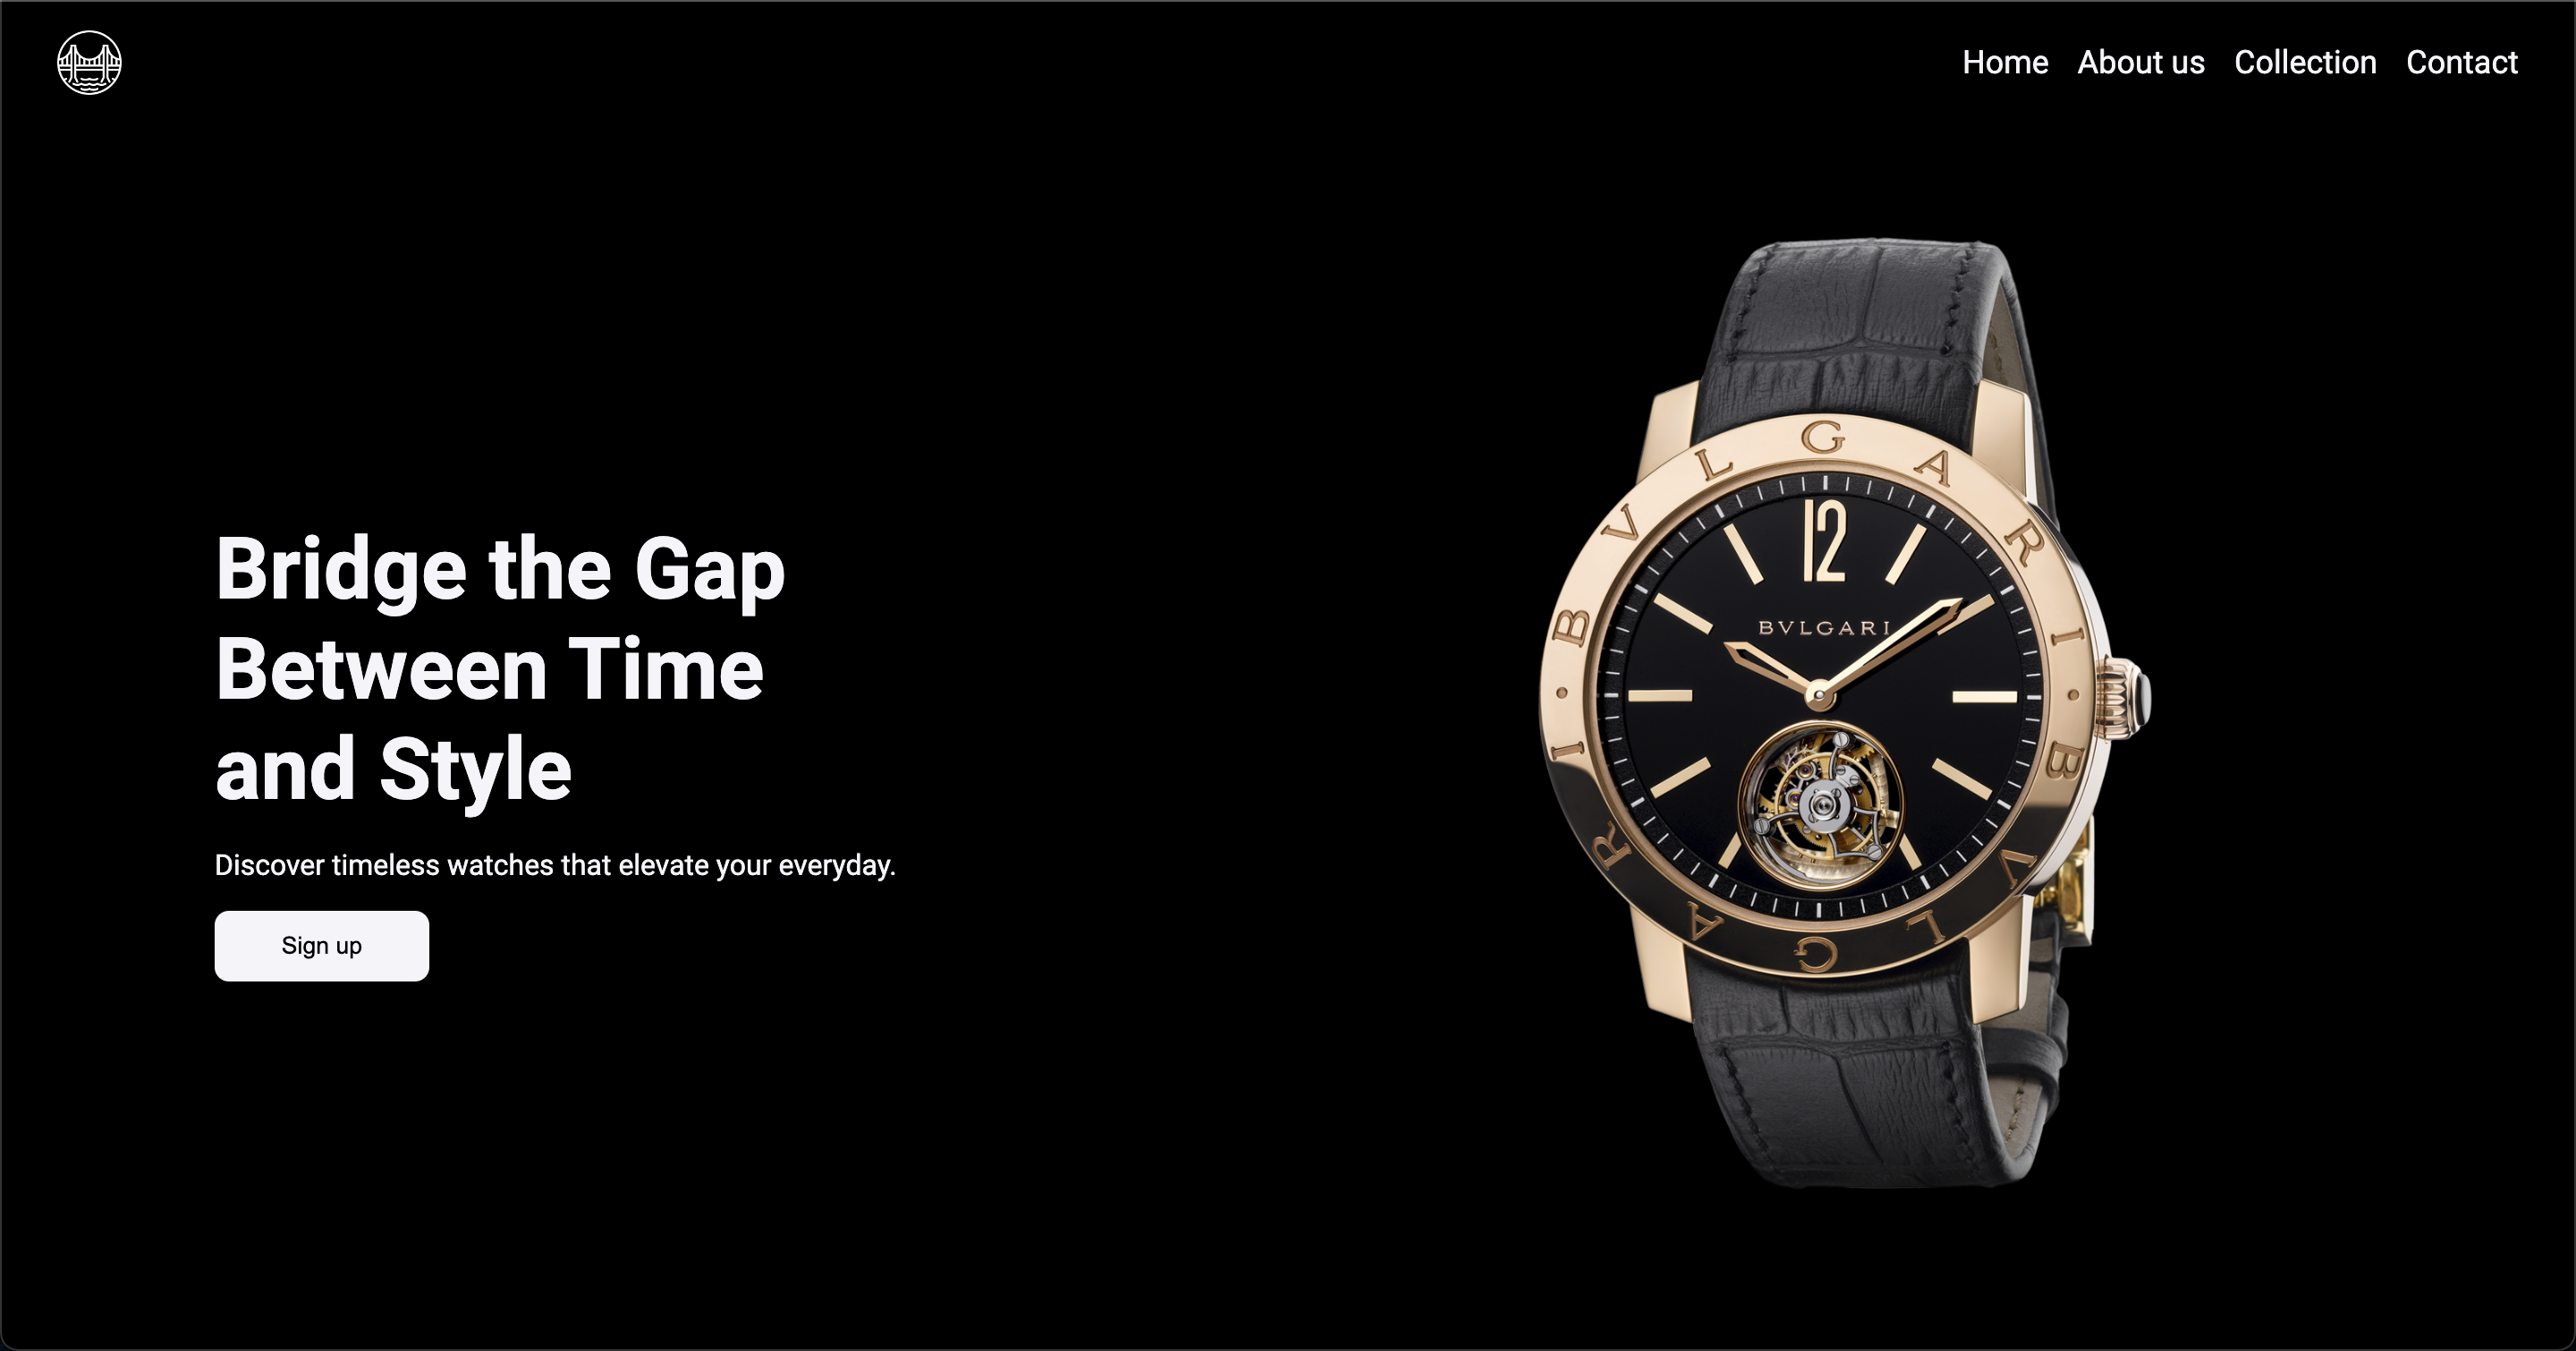 Home About us Collection Contact
Bridge the Gap
Between Time
and Style
Discover timeless watches that elevate your everyday.
Sign up
BVLGARI
BVLGARI
12
BVLGARI